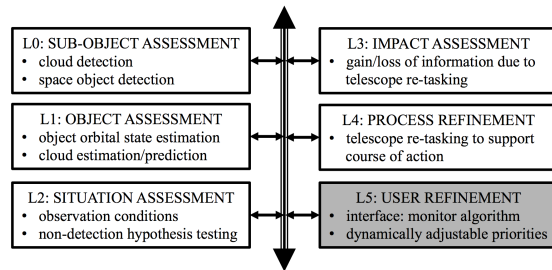 L0: SUB-OBJECT ASSESSMENT
• cloud detection
• space object detection
L1: OBJECT ASSESSMENT
• object orbital state estimation
• cloud estimation/prediction
L2: SITUATION ASSESSMENT
• observation conditions
• non-detection hypothesis testing
L3: IMPACT ASSESSMENT
• gain/loss of information due to
telescope re-tasking
L4: PROCESS REFINEMENT
• telescope re-tasking to support
course of action
L5: USER REFINEMENT
• interface: monitor algorithm
• dynamically adjustable priorities